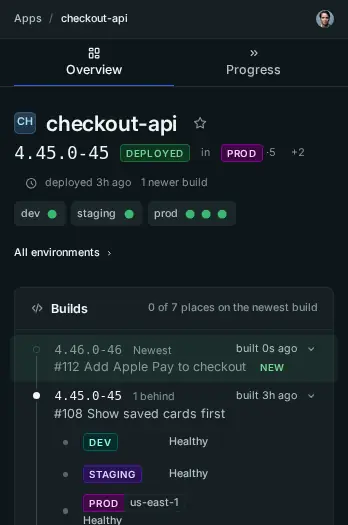 Apps / checkout-api
Overview
Progress
CH checkout-api
4.45.0-45 DEPLOYED in PROD ·5 +2
deployed 3h ago 1 newer build
dev
staging
prod
All environments ›
Builds 0 of 7 places on the newest build
4.46.0-46 Newest built 0s ago
#112 Add Apple Pay to checkout NEW
4.45.0-45 1 behind built 3h ago
#108 Show saved cards first
DEV Healthy
STAGING Healthy
PROD us-east-1
Healthy